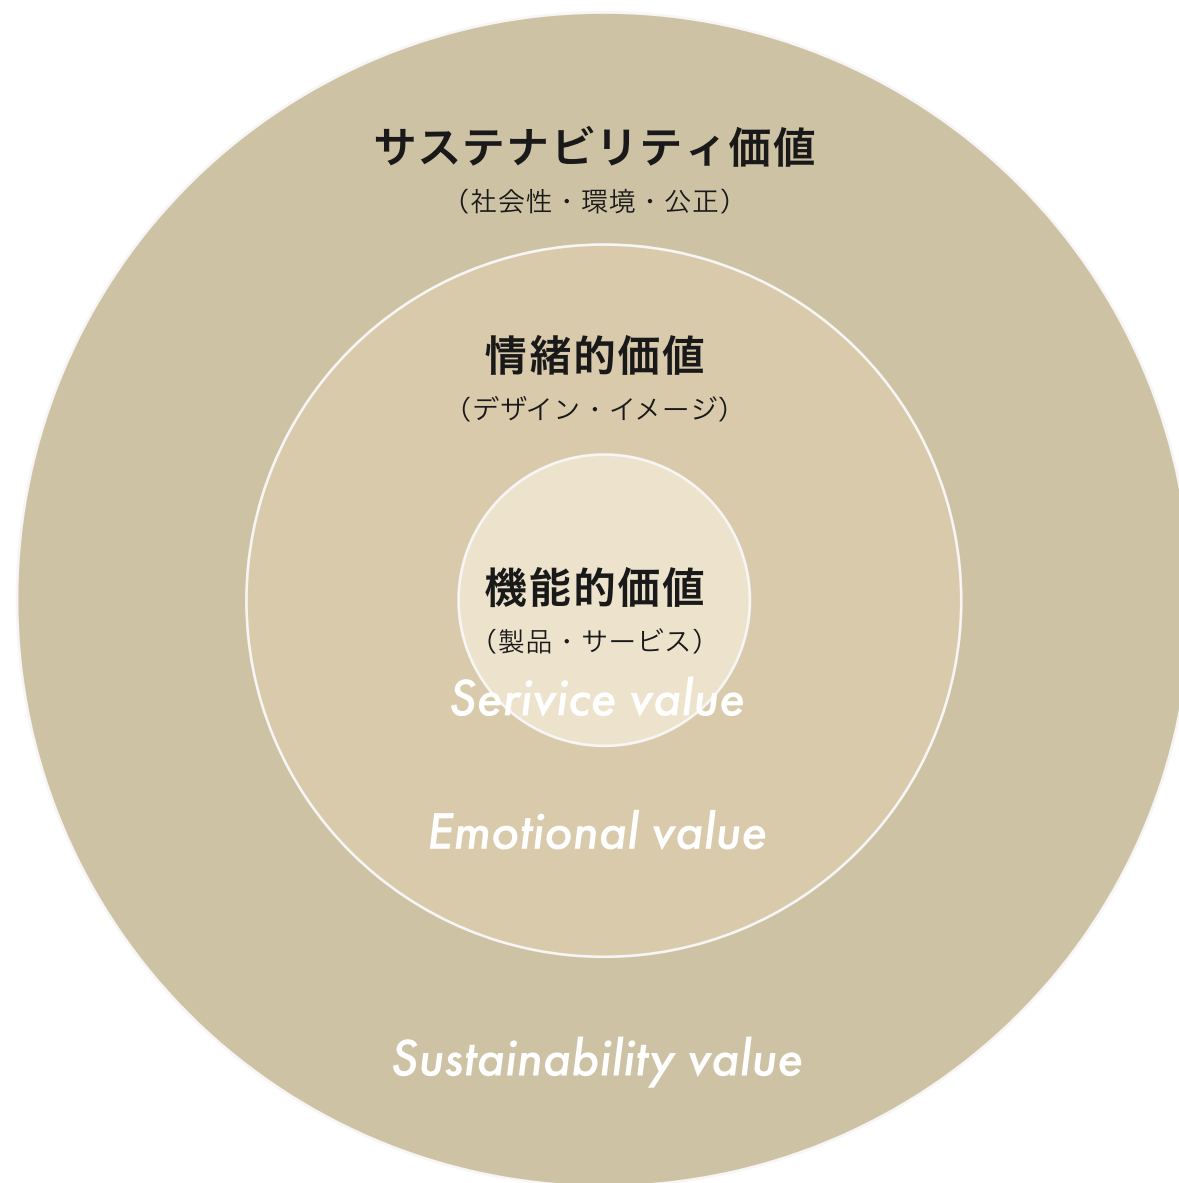 サステナビリティ価値
（社会性・環境・公正）
情緒的価値
（デザイン・イメージ）
機能的価値
（製品・サービス）
Serivice value
Emotional value
Sustainability value